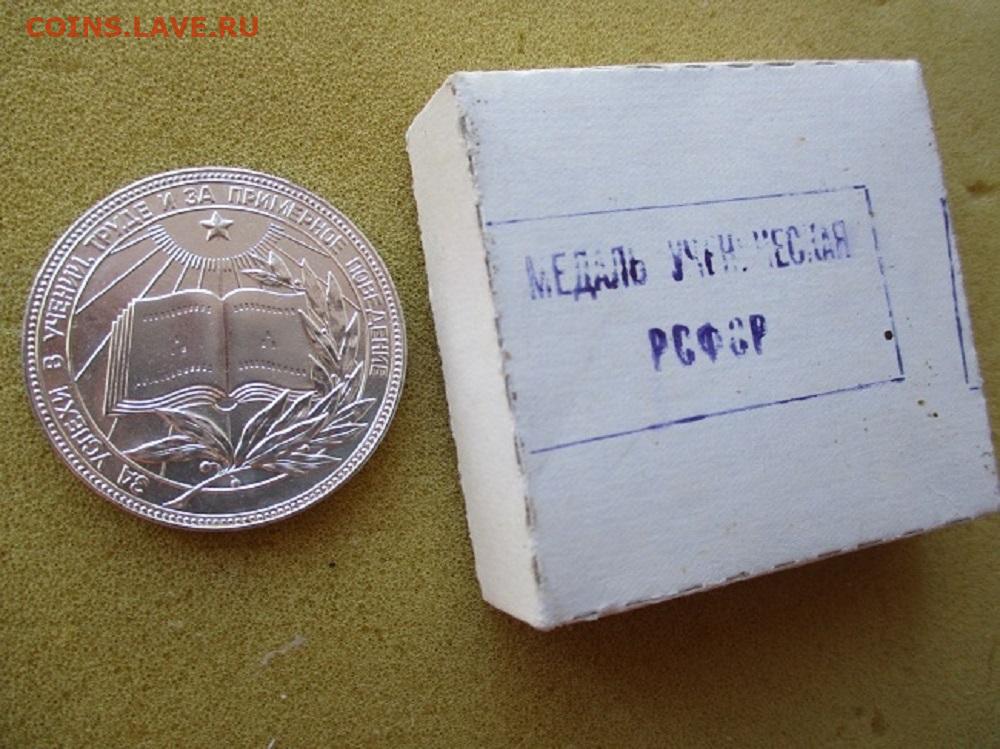 COINS.LAVE.RU
ЗА УСПЕХИ В УЧЕНИИ, ТРУДЕ И ЗА ПРИМЕРНОЕ ПОВЕДЕНИЕ
МЕДАЛЬ УЧЕНИЧЕСКАЯ
РСФСР